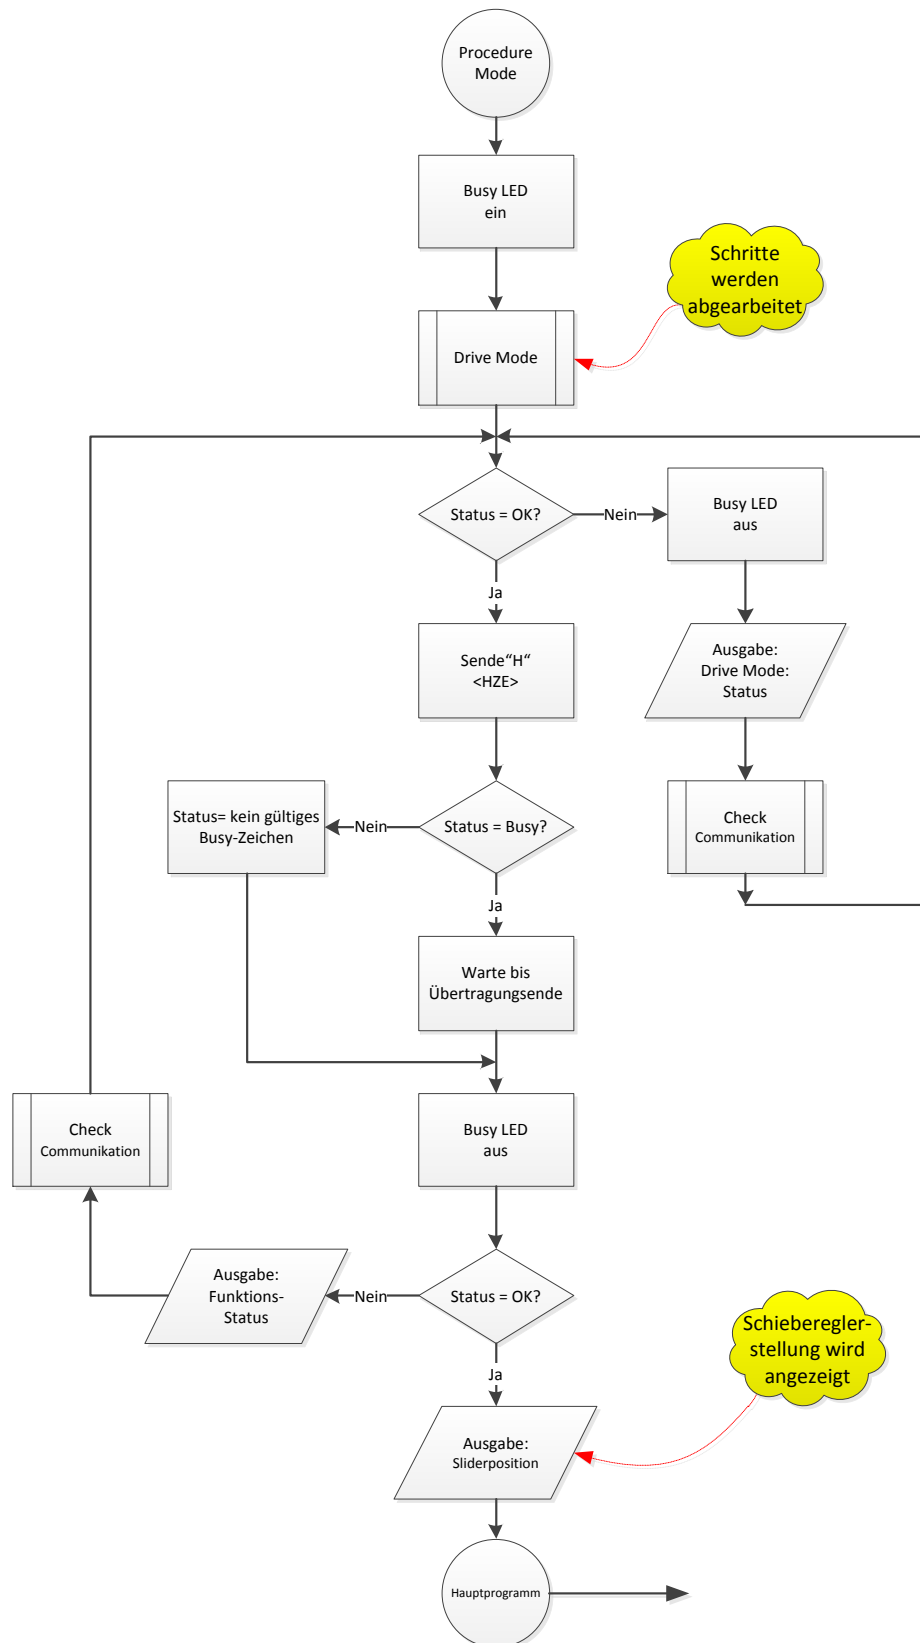 Procedure
Mode
Busy LED
ein
Schritte
werden
abgearbeitet
Drive Mode
Status = OK?
Nein
Busy LED
aus
Ja
Sende“H“
<HZE>
Ausgabe:
Drive Mode:
Status
Status= kein gültiges
Busy-Zeichen
Nein
Status = Busy?
Check
Communikation
Ja
Warte bis
Übertragungsende
Check
Communikation
Busy LED
aus
Ausgabe:
Funktions-
Status
Nein
Status = OK?
Schieberegler-
stellung wird
angezeigt
Ja
Ausgabe:
Sliderposition
Hauptprogramm